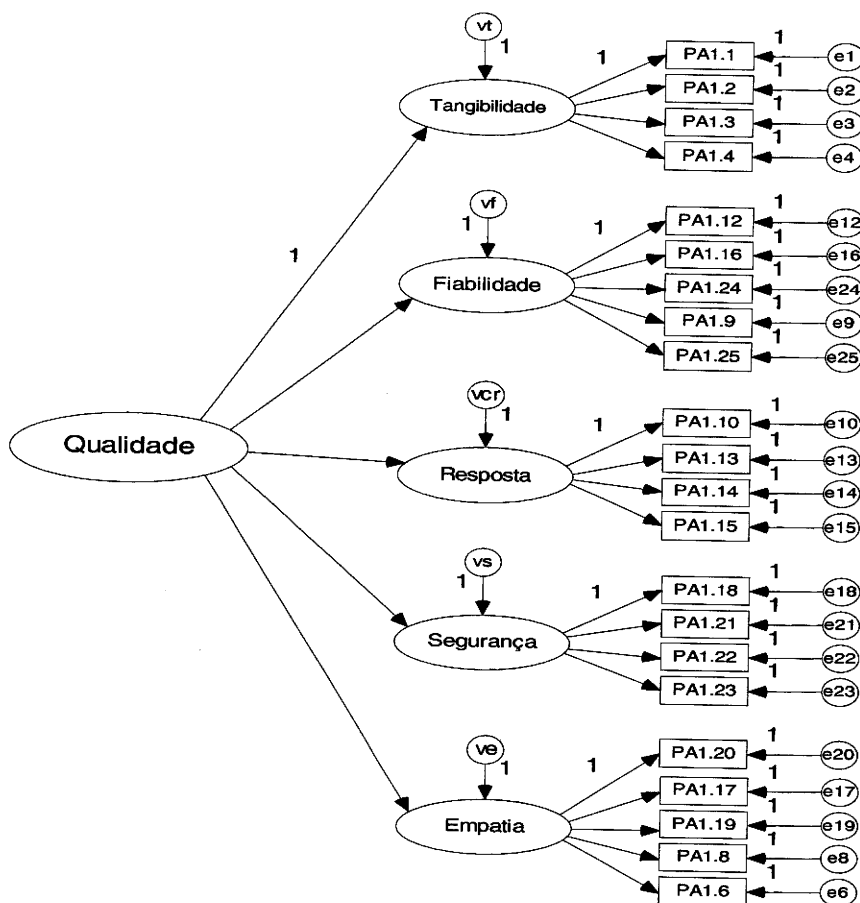 vt
1
Tangibilidade
1
PA1.1
1
e1
PA1.2
1
e2
PA1.3
1
e3
PA1.4
1
e4
1
vf
1
Fiabilidade
1
PA1.12
1
e12
PA1.16
1
e16
PA1.24
1
e24
PA1.9
1
e9
PA1.25
1
e25
Qualidade
vcr
1
Resposta
1
PA1.10
1
e10
PA1.13
1
e13
PA1.14
1
e14
PA1.15
1
e15
vs
1
Segurança
1
PA1.18
1
e18
PA1.21
1
e21
PA1.22
1
e22
PA1.23
1
e23
ve
1
Empatia
1
PA1.20
1
e20
PA1.17
1
e17
PA1.19
1
e19
PA1.8
1
e8
PA1.6
1
e6